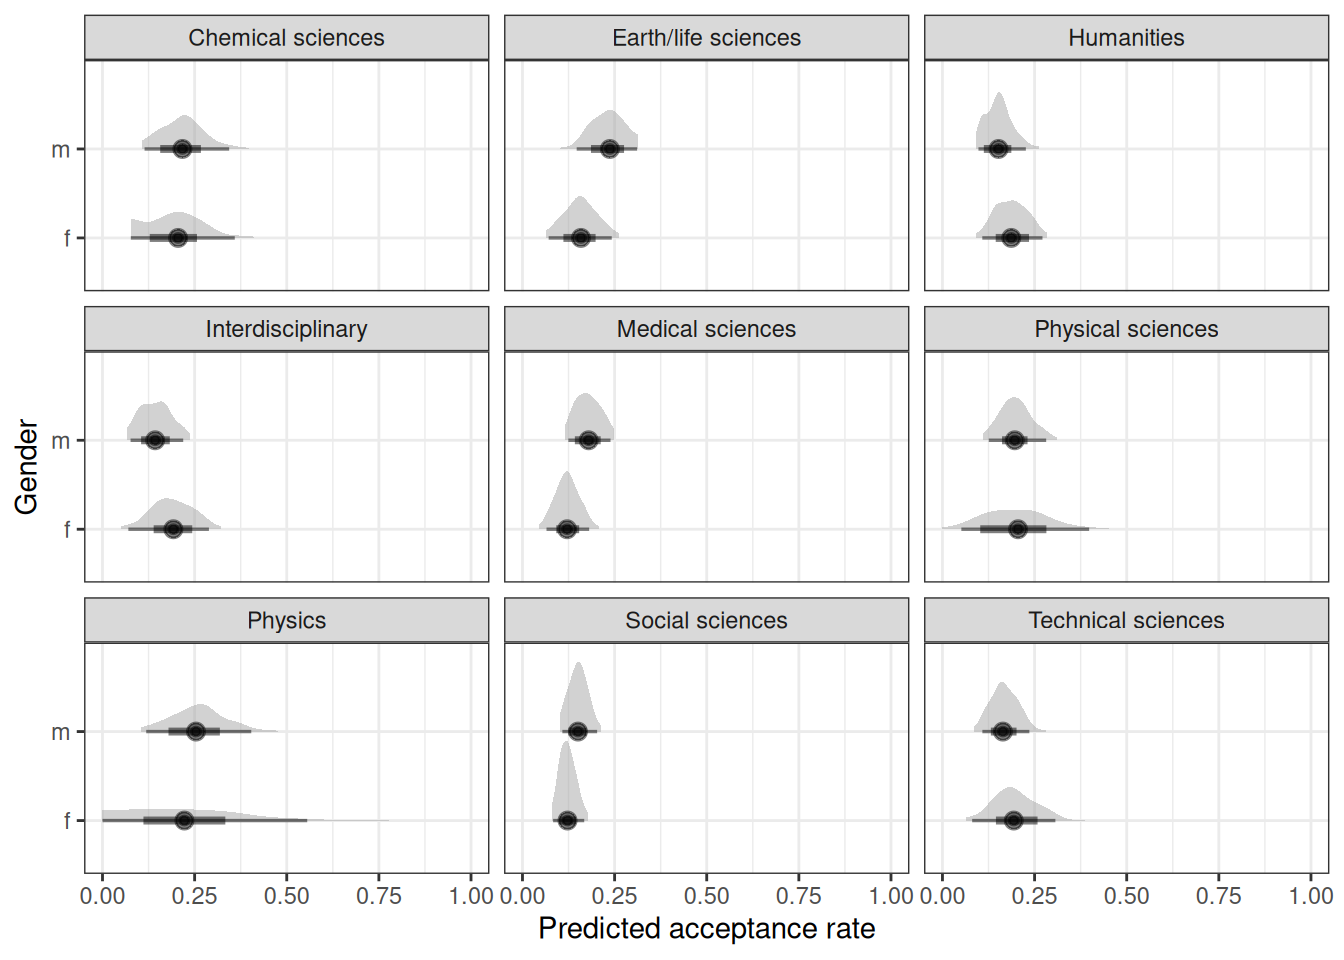 Chemical sciences
Earth/life sciences
Humanities
m
f
Interdisciplinary
Medical sciences
Physical sciences
Gender
m
f
Physics
Social sciences
Technical sciences
m
f
0.00 0.25 0.50 0.75 1.00
0.00 0.25 0.50 0.75 1.00
0.00 0.25 0.50 0.75 1.00
Predicted acceptance rate